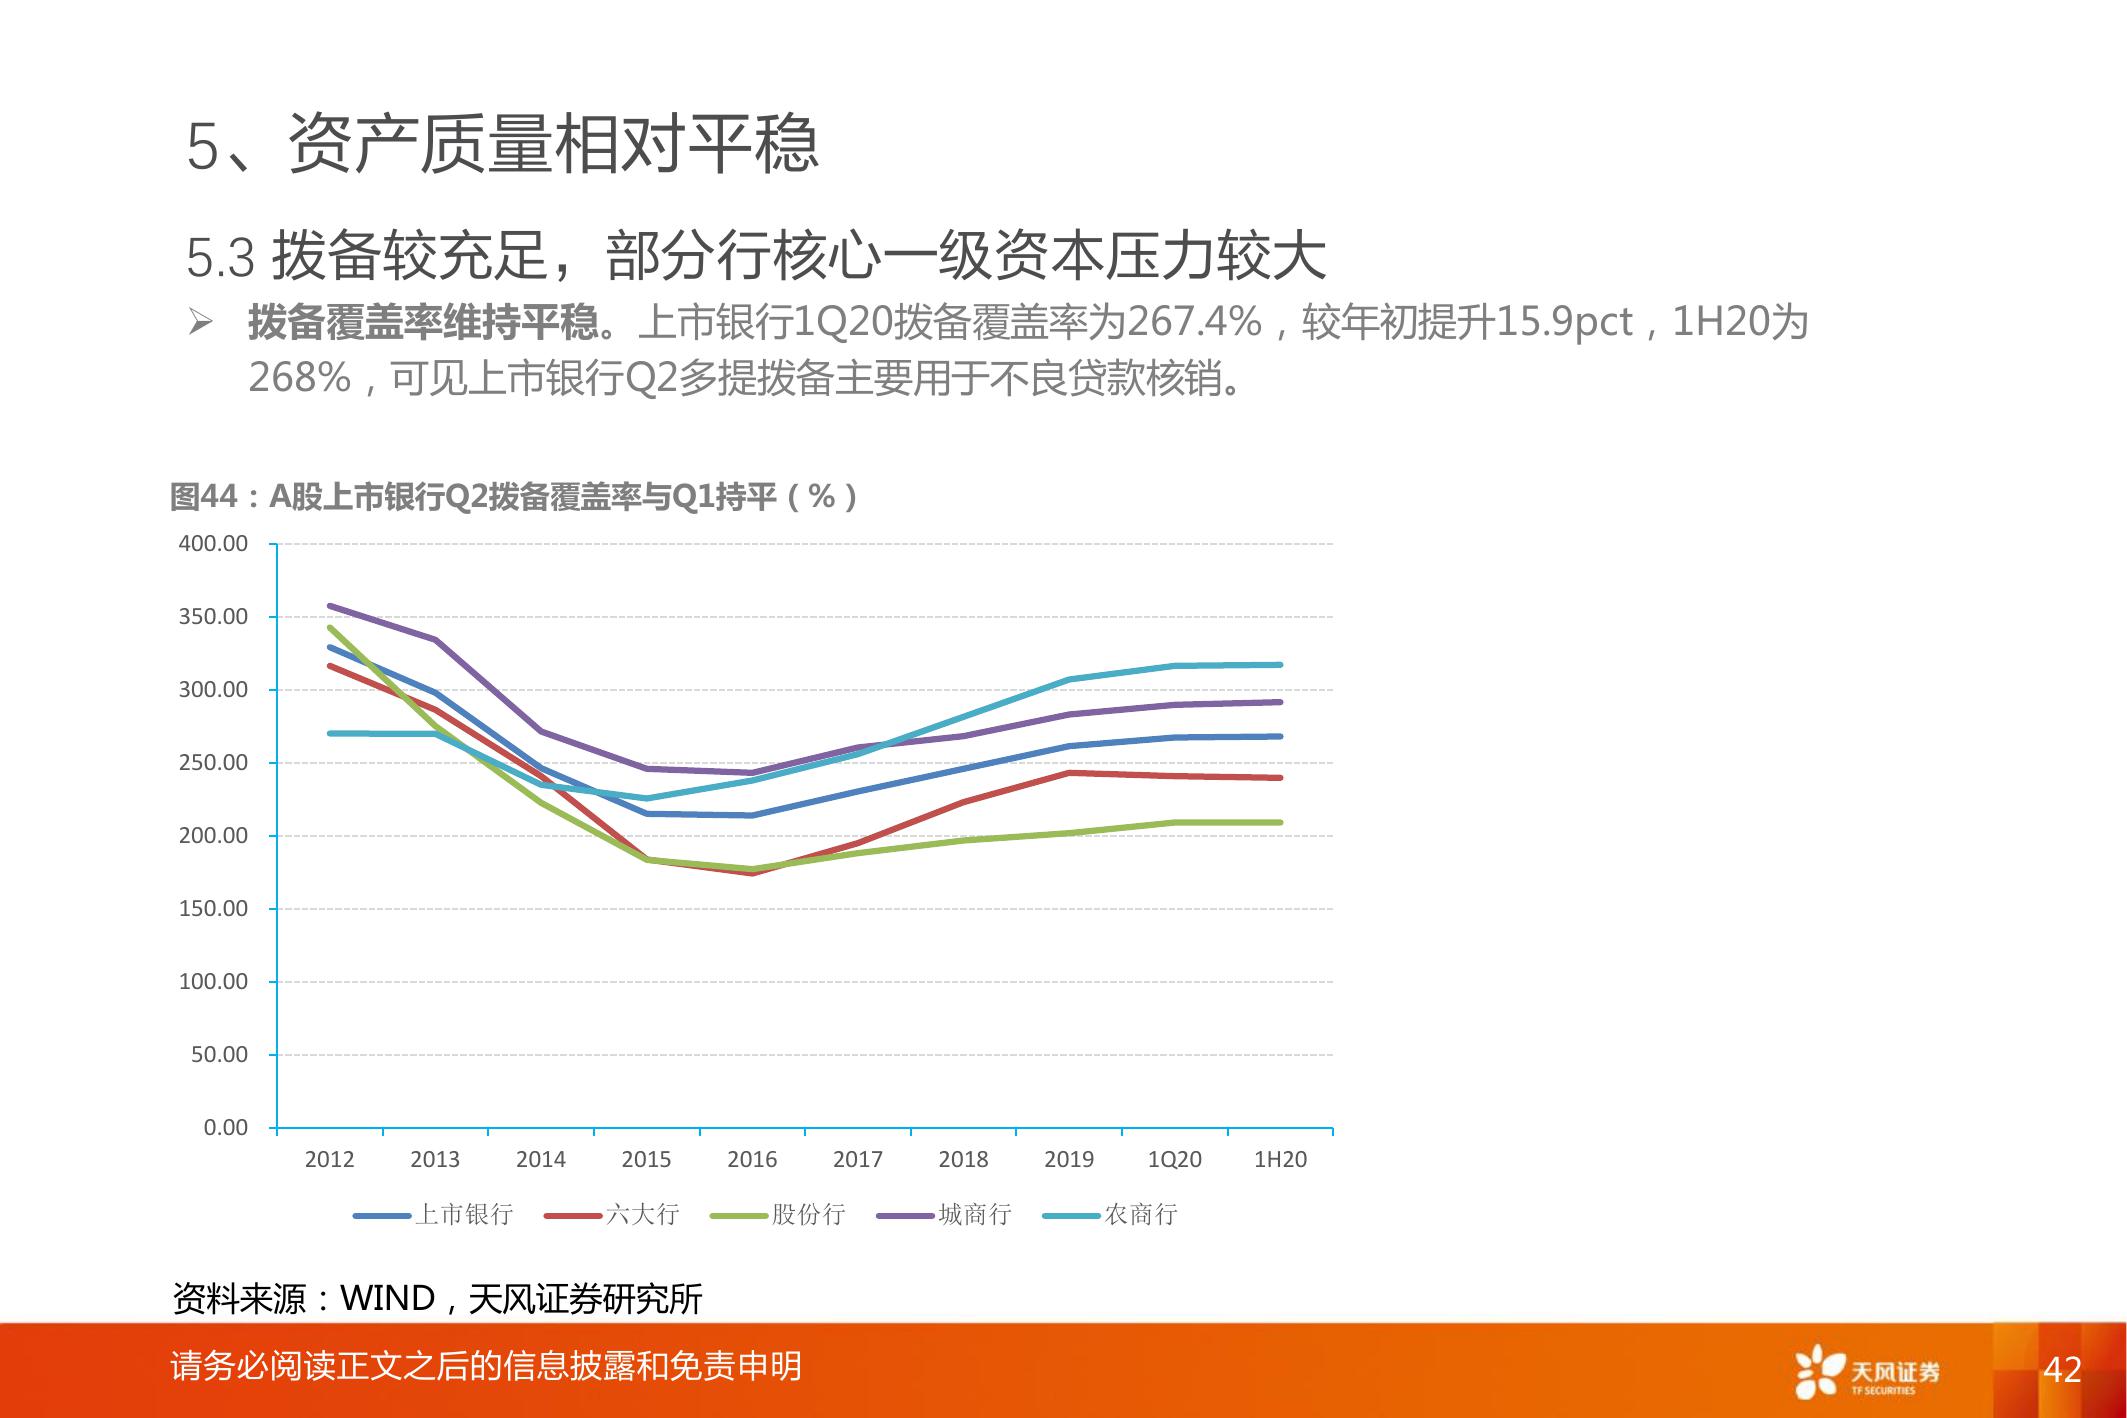 5、资产质量相对平稳
5.3 拨备较充足，部分行核心一级资本压力较大
➢ 拨备覆盖率维持平稳。上市银行1Q20拨备覆盖率为267.4%，较年初提升15.9pct，1H20为
268%，可见上市银行Q2多提拨备主要用于不良贷款核销。
图44：A股上市银行Q2拨备覆盖率与Q1持平（%）
400.00
350.00
300.00
250.00
200.00
150.00
100.00
50.00
0.00
2012 2013 2014 2015 2016 2017 2018 2019 1Q20 1H20
上市银行 六大行 股份行 城商行 农商行
资料来源：WIND，天风证券研究所
请务必阅读正文之后的信息披露和免责申明
天风证券
TF SECURITIES
42